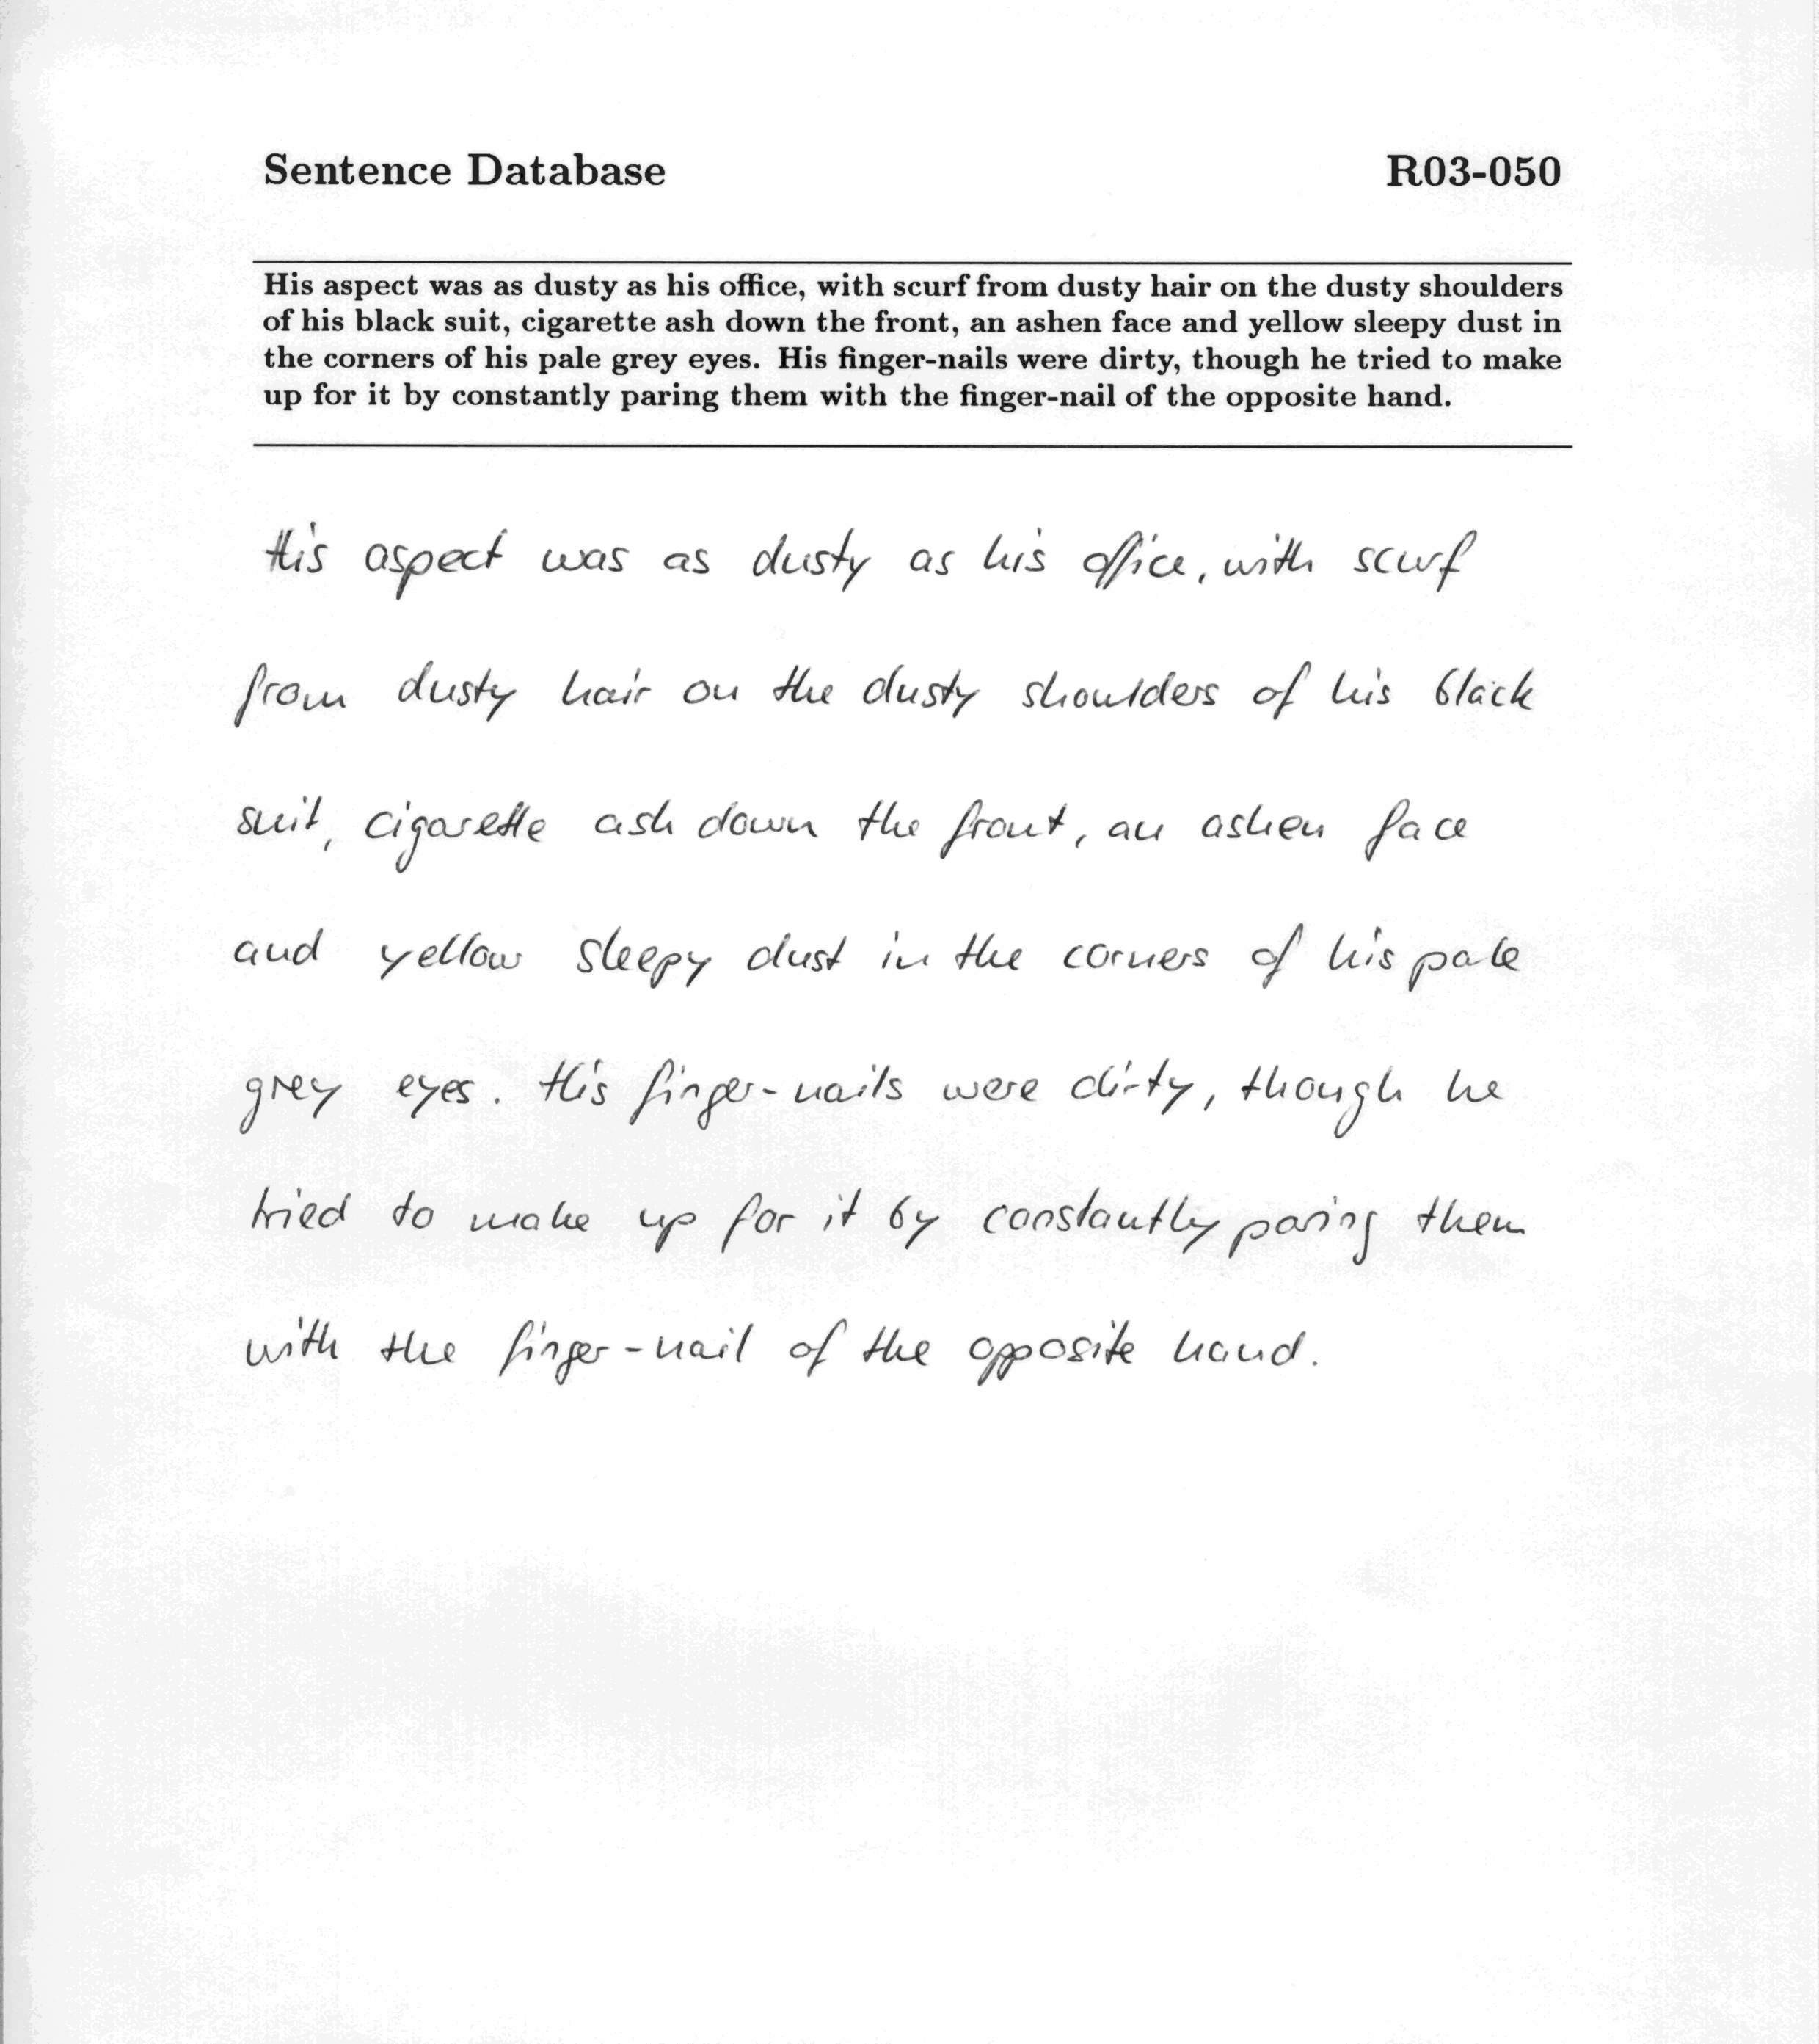 Sentence Database R03-050
His aspect was as dusty as his office, with scurf from dusty hair on the dusty shoulders
of his black suit, cigarette ash down the front, an ashen face and yellow sleepy dust in
the corners of his pale grey eyes. His finger-nails were dirty, though he tried to make
up for it by constantly paring them with the finger-nail of the opposite hand.
His aspect was as dusty as his office, with scurf
from dusty hair on the dusty shoulders of his black
suit, cigarette ash down the front, an ashen face
and yellow sleepy dust in the corners of his pale
grey eyes. His finger-nails were dirty, though he
tried to make up for it by constantly paring them
with the finger-nail of the opposite hand.